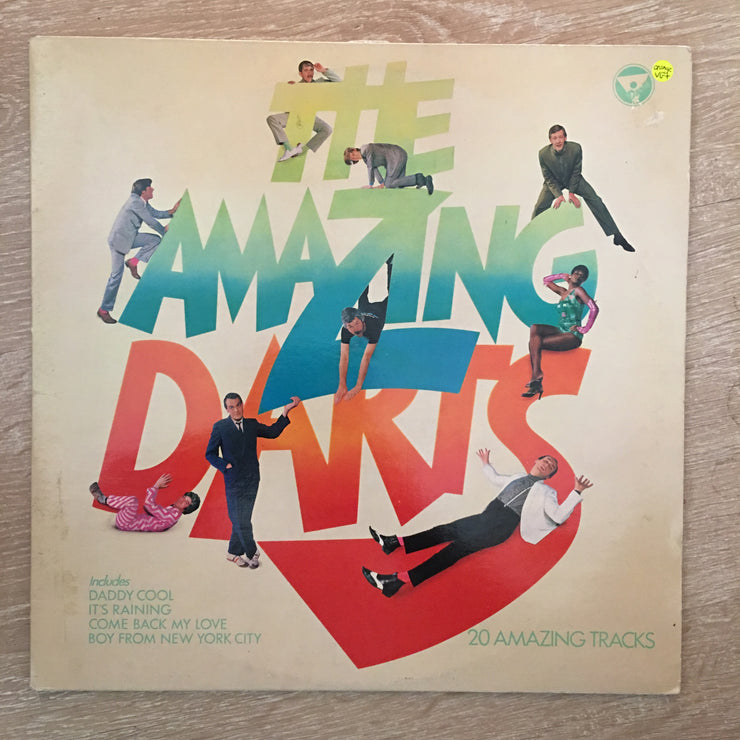 THE
AMAZING
DARTS
Includes
DADDY COOL
IT'S RAINING
COME BACK MY LOVE
BOY FROM NEW YORK CITY
20 AMAZING TRACKS